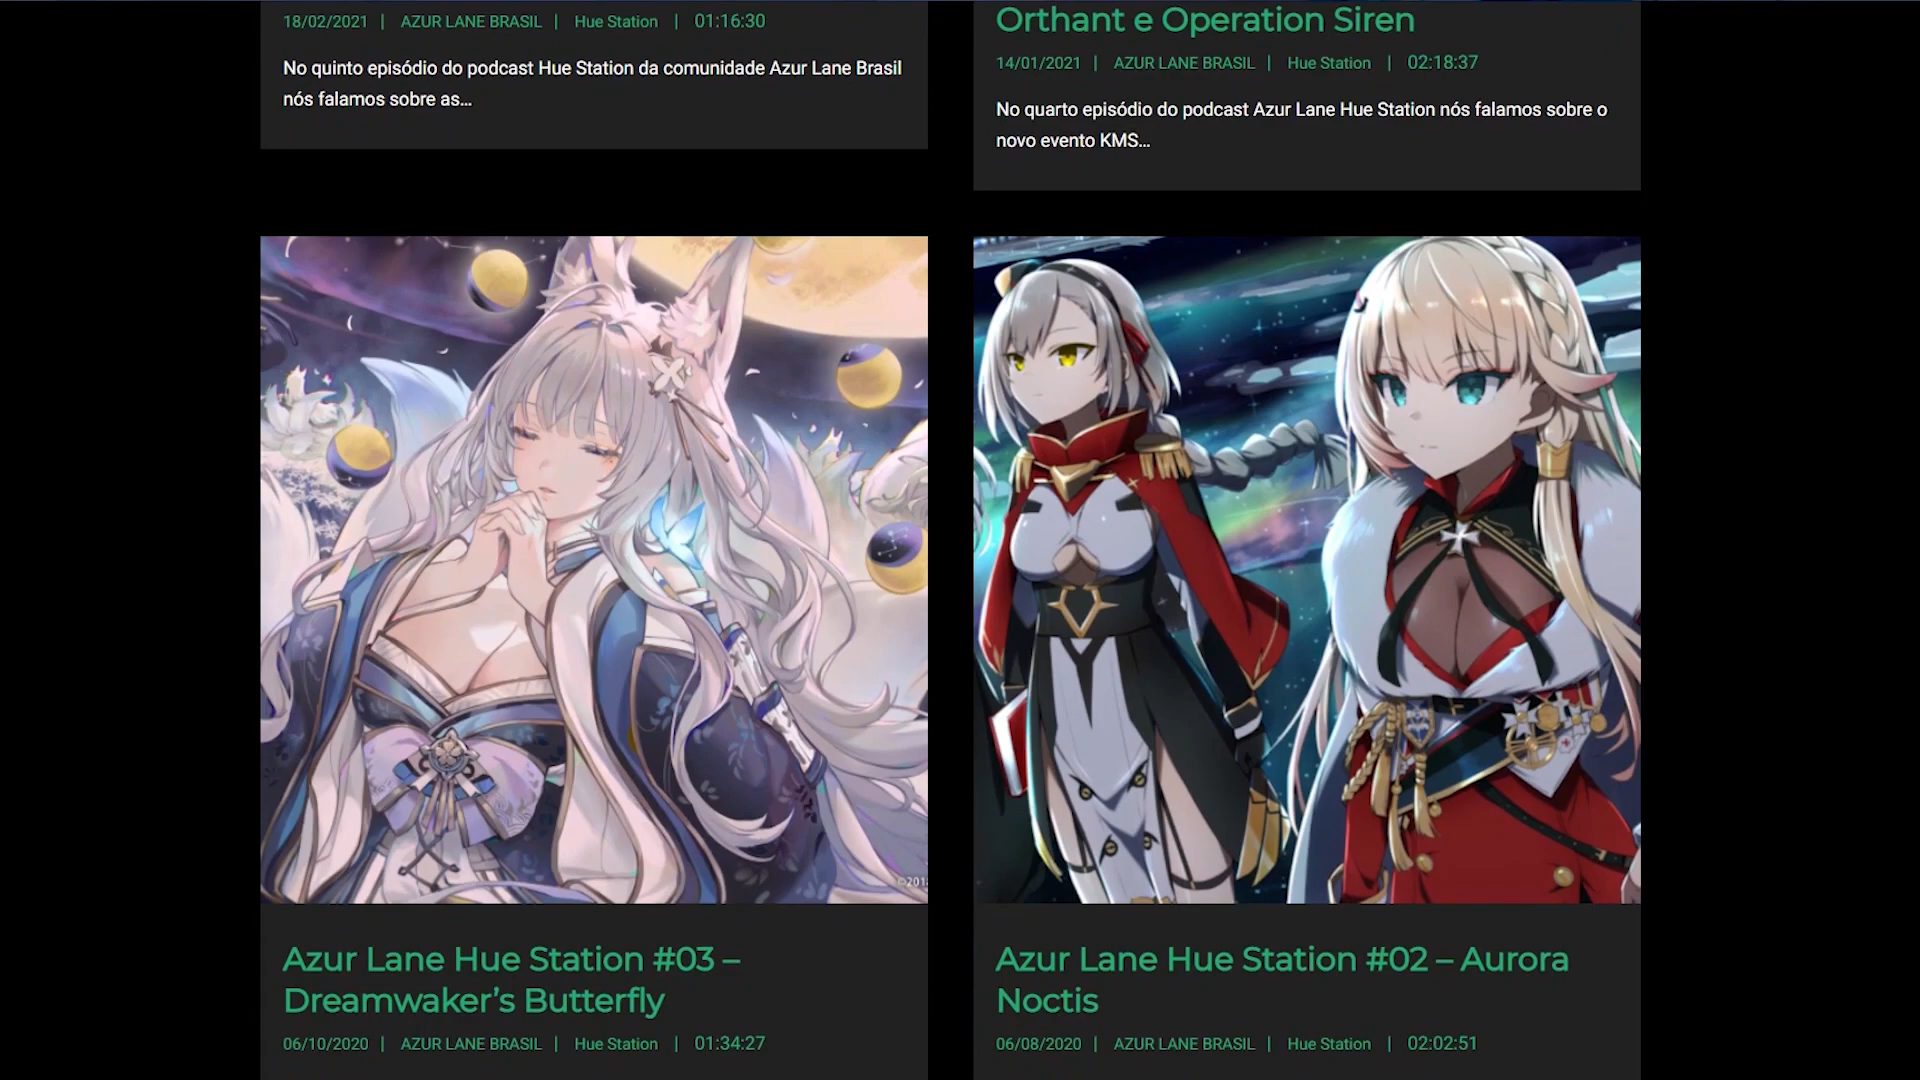 18/02/2021 | AZUR LANE BRASIL | Hue Station | 01:16:30
No quinto episódio do podcast Hue Station da comunidade Azur Lane Brasil
nós falamos sobre as...
Orthant e Operation Siren
14/01/2021 | AZUR LANE BRASIL | Hue Station | 02:18:37
No quarto episódio do podcast Azur Lane Hue Station nós falamos sobre o
novo evento KMS...
©201
Azur Lane Hue Station #03 –
Dreamwaker’s Butterfly
06/10/2020 | AZUR LANE BRASIL | Hue Station | 01:34:27
Azur Lane Hue Station #02 – Aurora
Noctis
06/08/2020 | AZUR LANE BRASIL | Hue Station | 02:02:51